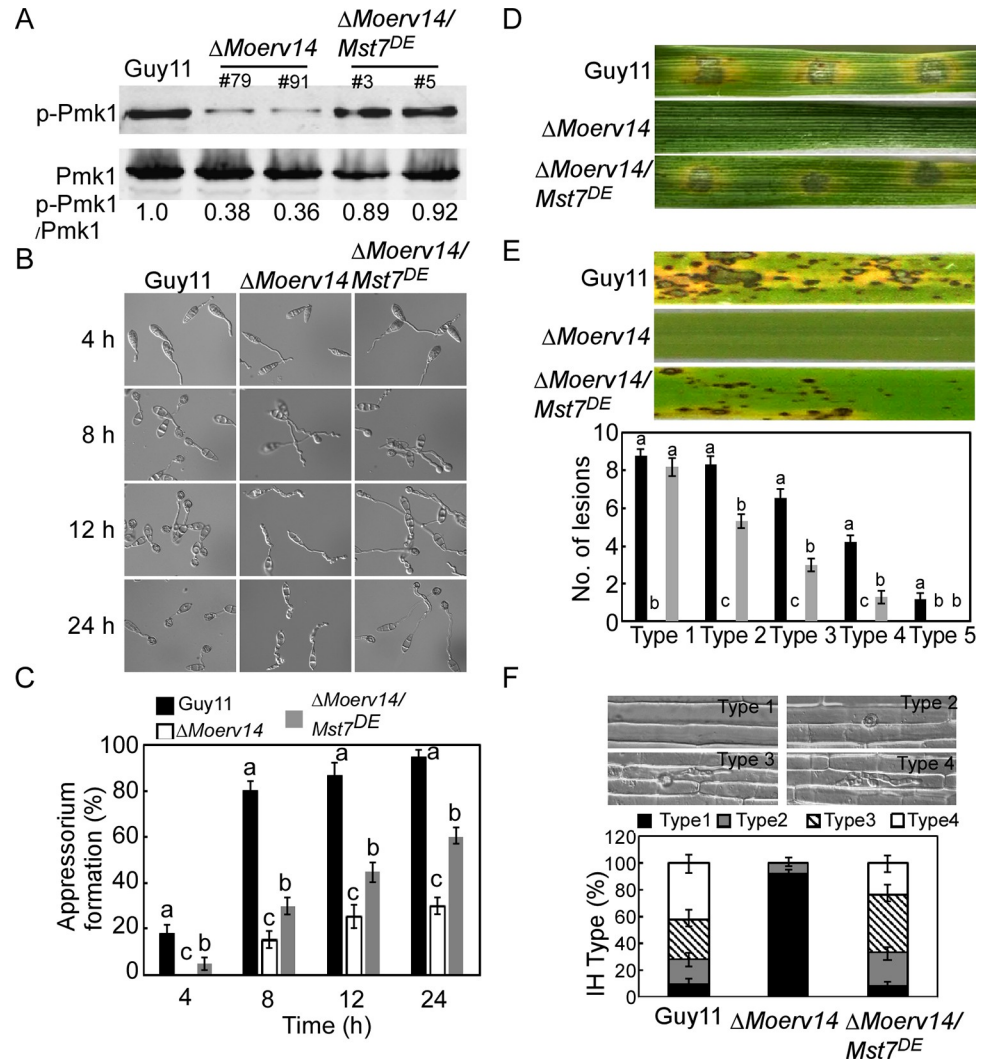 A
Guy11
ΔMoerv14
ΔMoerv14/
Mst7DE
#79
#91
#3
#5
p-Pmk1
Pmk1
p-Pmk1
/Pmk1
1.0 0.38 0.36 0.89 0.92
B
Guy11
ΔMoerv14
ΔMoerv14/
Mst7DE
4 h
8 h
12 h
24 h
C
Guy11
ΔMoerv14
ΔMoerv14/
Mst7DE
Appressorium
formation (%)
100
80
60
40
20
0
a c b
a c b
a c b
a c b
4 8 12 24
Time (h)
D
Guy11
ΔMoerv14
ΔMoerv14/
Mst7DE
E
Guy11
ΔMoerv14
ΔMoerv14/
Mst7DE
No. of lesions
10
8
6
4
2
0
a b a
a c b
a c b
a c b
a b b
Type 1 Type 2 Type 3 Type 4 Type 5
F
Type 1
Type 2
Type 3
Type 4
Type1 Type2 Type3 Type4
IH Type (%)
120
100
80
60
40
20
0
Guy11 ΔMoerv14 ΔMoerv14/
Mst7DE